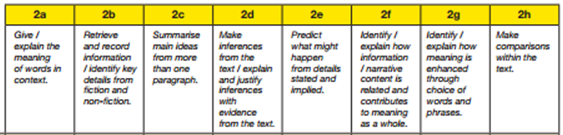 2a
2b
2c
2d
2e
2f
2g
2h
Give /
explain the
meaning
of words in
context.
Retrieve
and record
information
/ identify key
details from
fiction and
non-fiction.
Summarise
main ideas
from more
than one
paragraph.
Make
inferences
from the
text / explain
and justify
inferences
with
evidence
from the text.
Predict
what might
happen
from details
stated and
implied.
Identify /
explain how
information
/ narrative
content is
related and
contributes
to meaning
as a whole.
Identify /
explain how
meaning is
enhanced
through
choice of
words and
phrases.
Make
comparisons
within the
text.